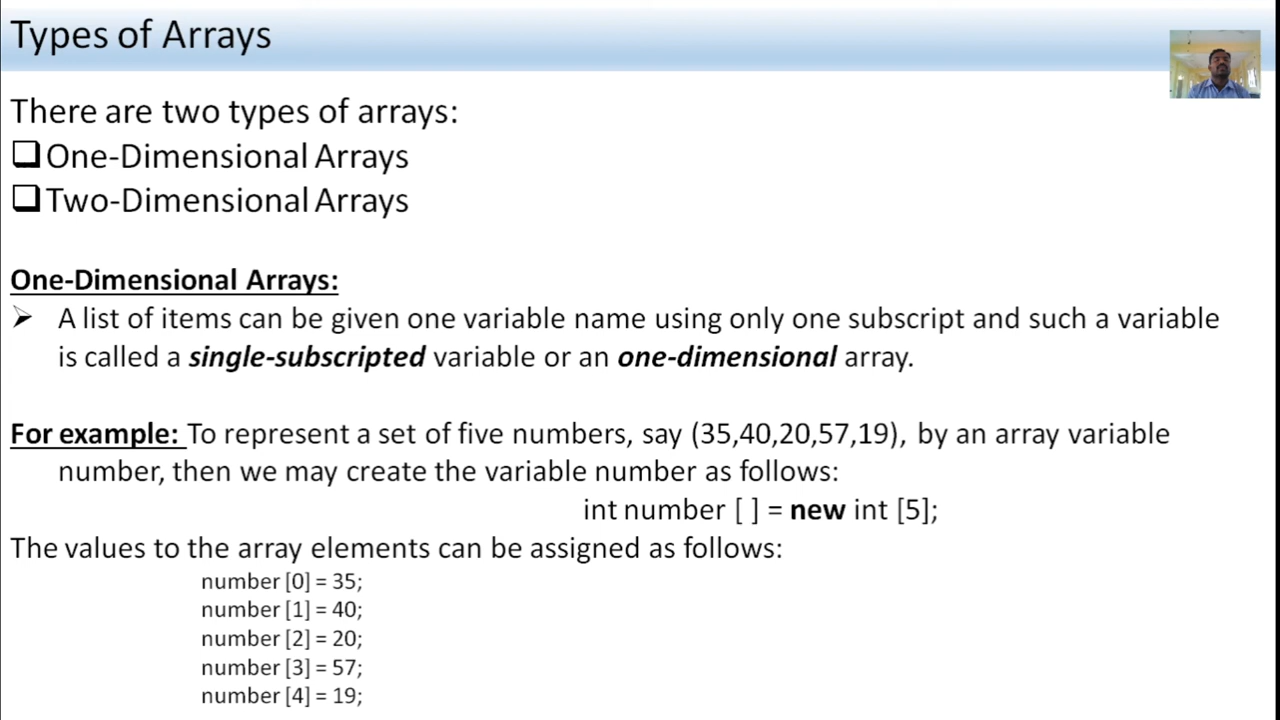 Types of Arrays
There are two types of arrays:
One-Dimensional Arrays
Two-Dimensional Arrays
One-Dimensional Arrays:
A list of items can be given one variable name using only one subscript and such a variable
is called a single-subscripted variable or an one-dimensional array.
For example: To represent a set of five numbers, say (35,40,20,57,19), by an array variable
number, then we may create the variable number as follows:
int number [ ] = new int [5];
The values to the array elements can be assigned as follows:
number [0] = 35;
number [1] = 40;
number [2] = 20;
number [3] = 57;
number [4] = 19;